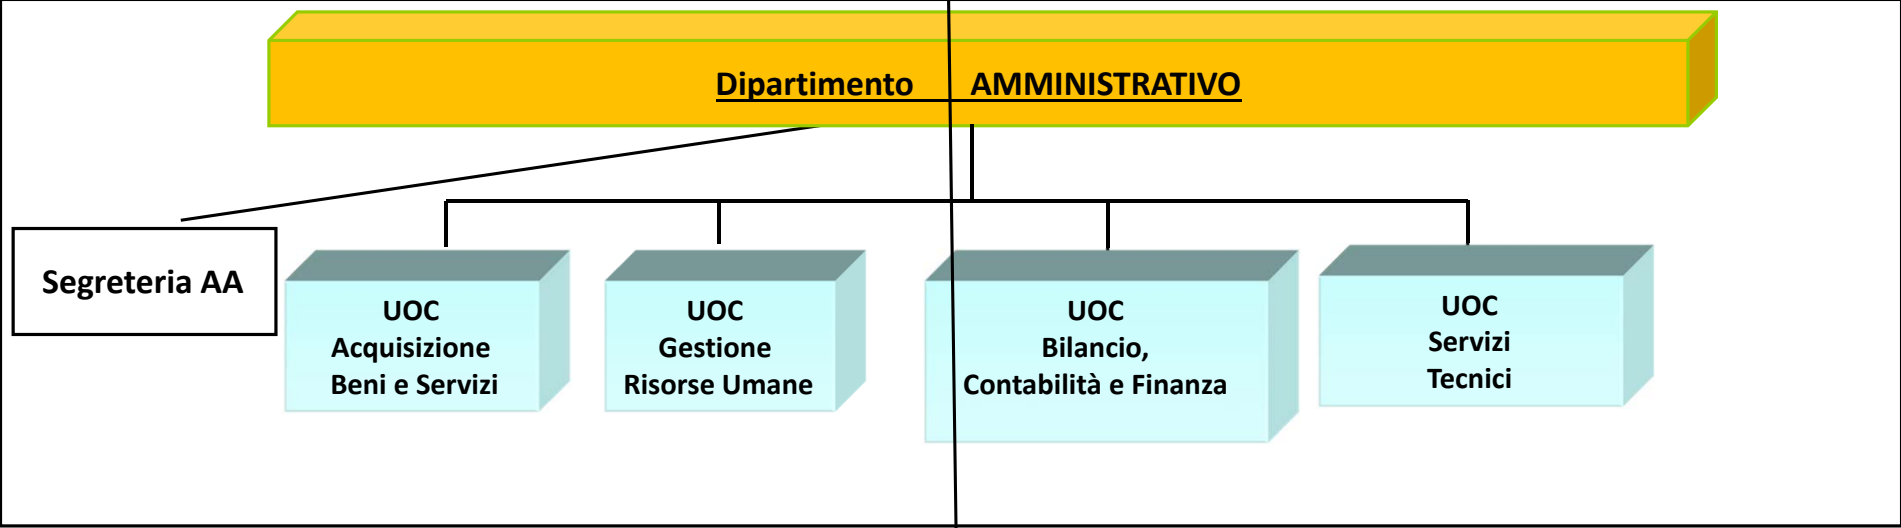 Dipartimento AMMINISTRATIVO
Segreteria AA
UOC
Acquisizione
Beni e Servizi
UOC
Gestione
Risorse Umane
UOC
Bilancio,
Contabilità e Finanza
UOC
Servizi
Tecnici